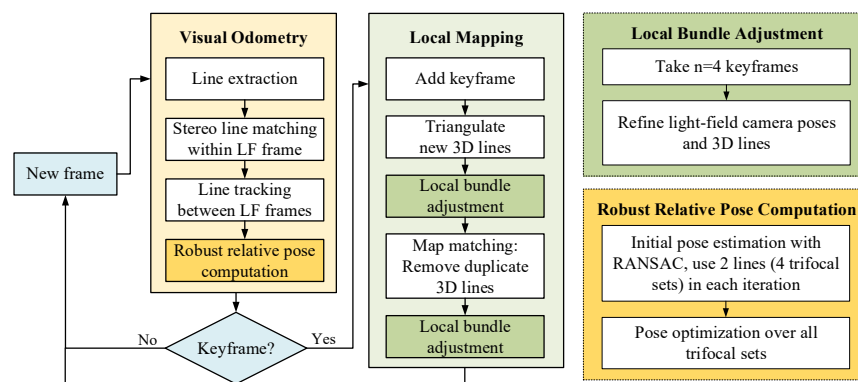 New frame
Visual Odometry
Line extraction
Stereo line matching
within LF frame
Line tracking
between LF frames
Robust relative pose
computation
Keyframe?
No
Yes
Local Mapping
Add keyframe
Triangulate
new 3D lines
Local bundle
adjustment
Map matching:
Remove duplicate
3D lines
Local bundle
adjustment
Local Bundle Adjustment
Take n=4 keyframes
Refine light-field camera poses
and 3D lines
Robust Relative Pose Computation
Initial pose estimation with
RANSAC, use 2 lines (4 trifocal
sets) in each iteration
Pose optimization over all
trifocal sets